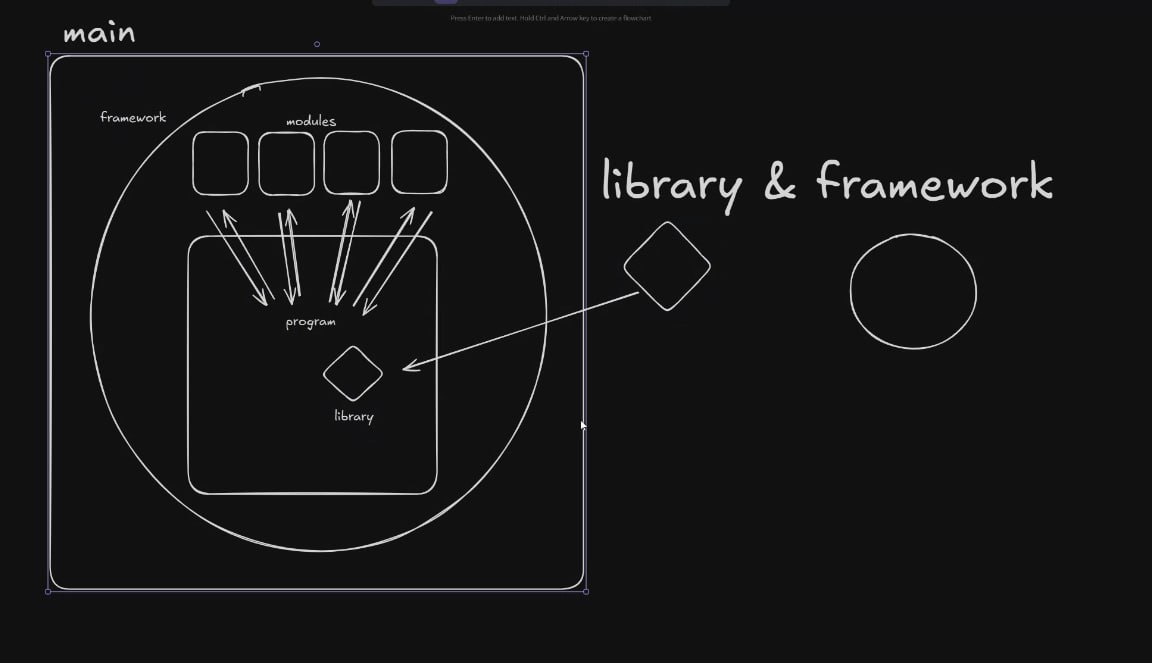 Press Enter to add text. Hold Ctrl and Arrow key to create a flowchart
main
framework
modules
library & framework
program
library